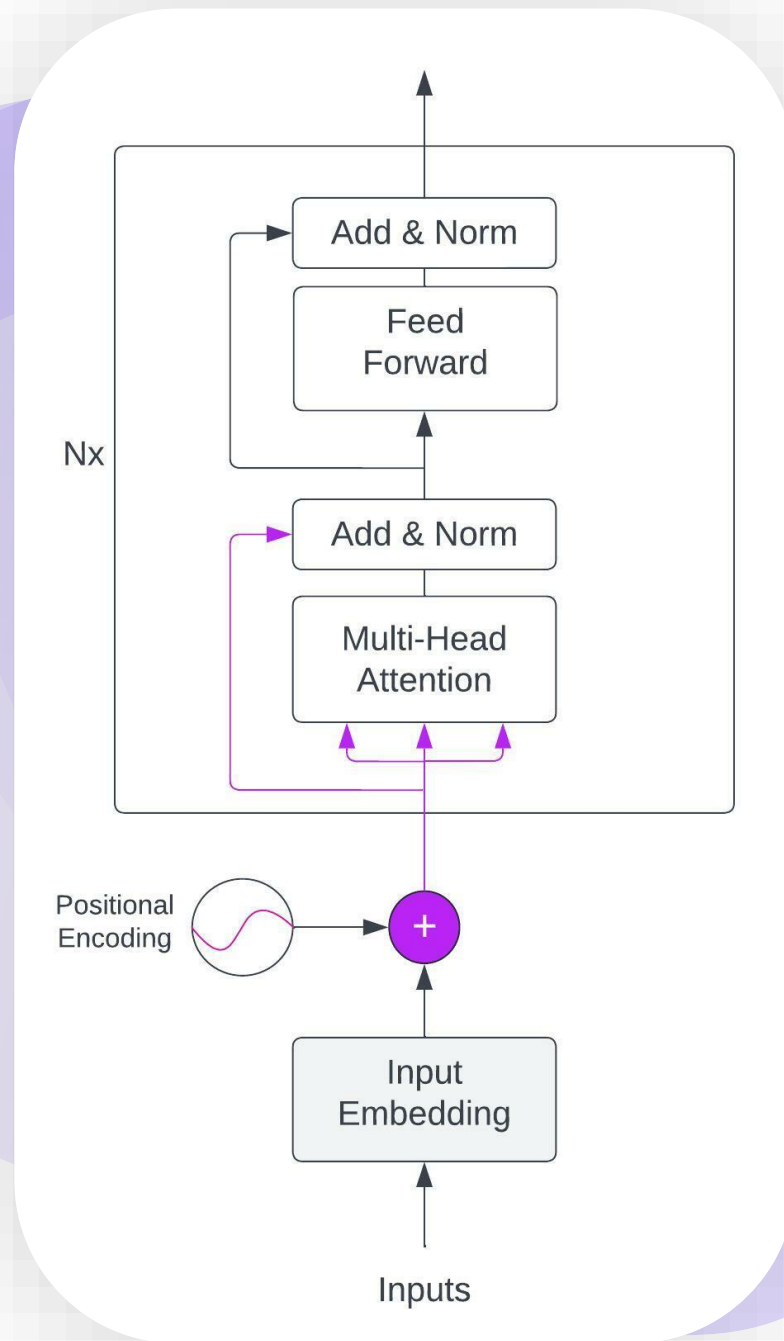 Add & Norm
Feed
Forward
Nx
Add & Norm
Multi-Head
Attention
Positional
Encoding
+
Input
Embedding
Inputs